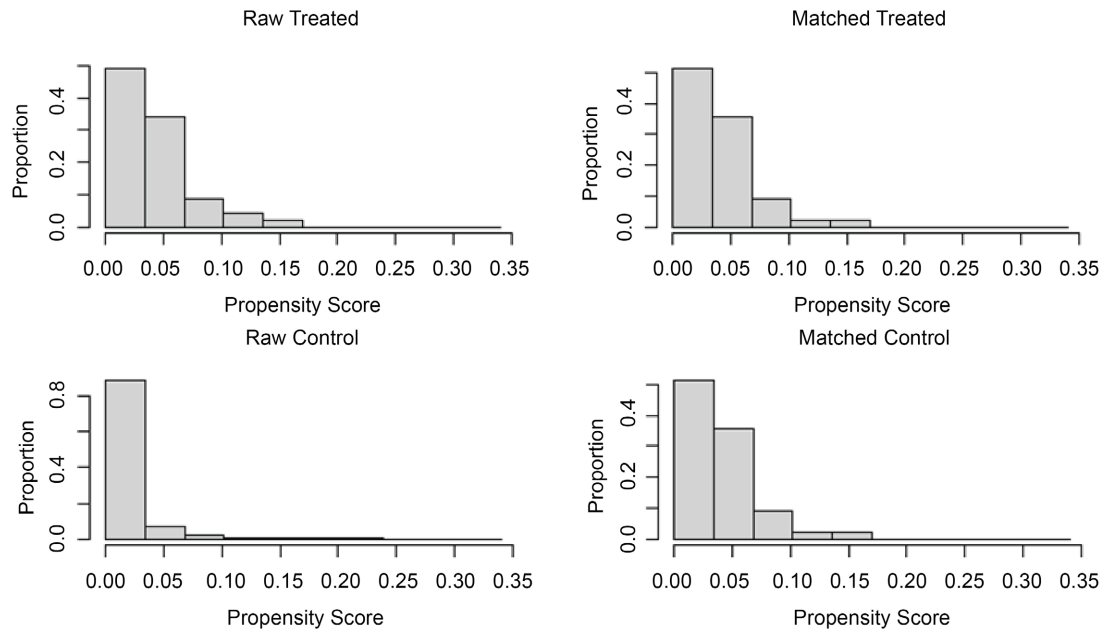 Raw Treated
Proportion
0.0 0.2 0.4
0.00 0.05 0.10 0.15 0.20 0.25 0.30 0.35
Propensity Score
Matched Treated
Proportion
0.0 0.2 0.4
0.00 0.05 0.10 0.15 0.20 0.25 0.30 0.35
Propensity Score
Raw Control
Proportion
0.0 0.4 0.8
0.00 0.05 0.10 0.15 0.20 0.25 0.30 0.35
Propensity Score
Matched Control
Proportion
0.0 0.2 0.4
0.00 0.05 0.10 0.15 0.20 0.25 0.30 0.35
Propensity Score